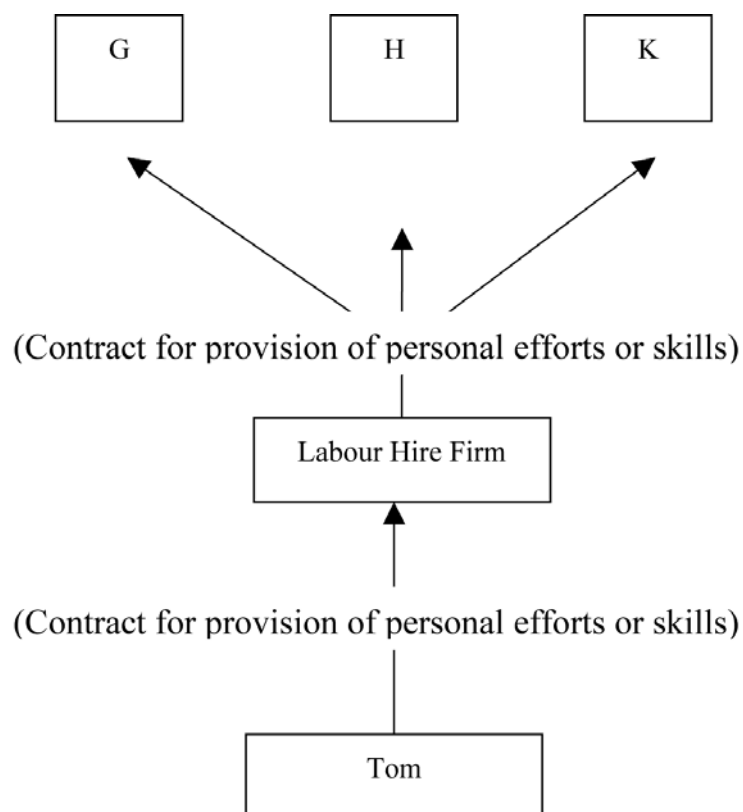 G H K
(Contract for provision of personal efforts or skills)
Labour Hire Firm
(Contract for provision of personal efforts or skills)
Tom